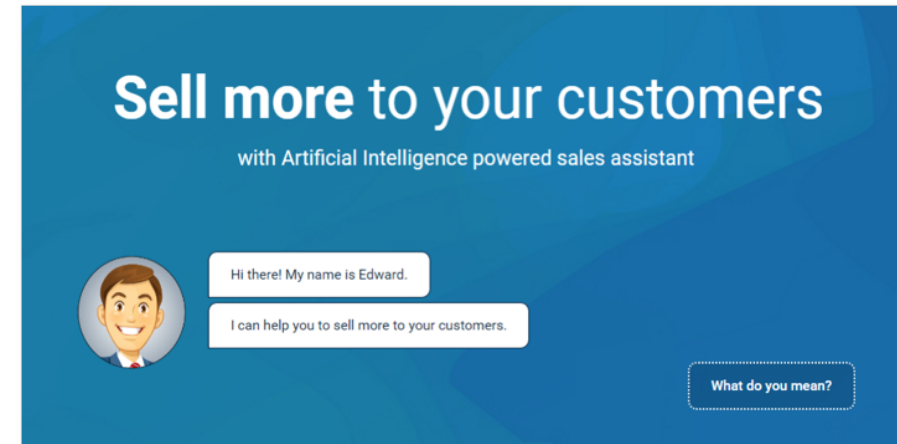 Sell more to your customers
with Artificial Intelligence powered sales assistant
Hi there! My name is Edward.
I can help you to sell more to your customers.
What do you mean?